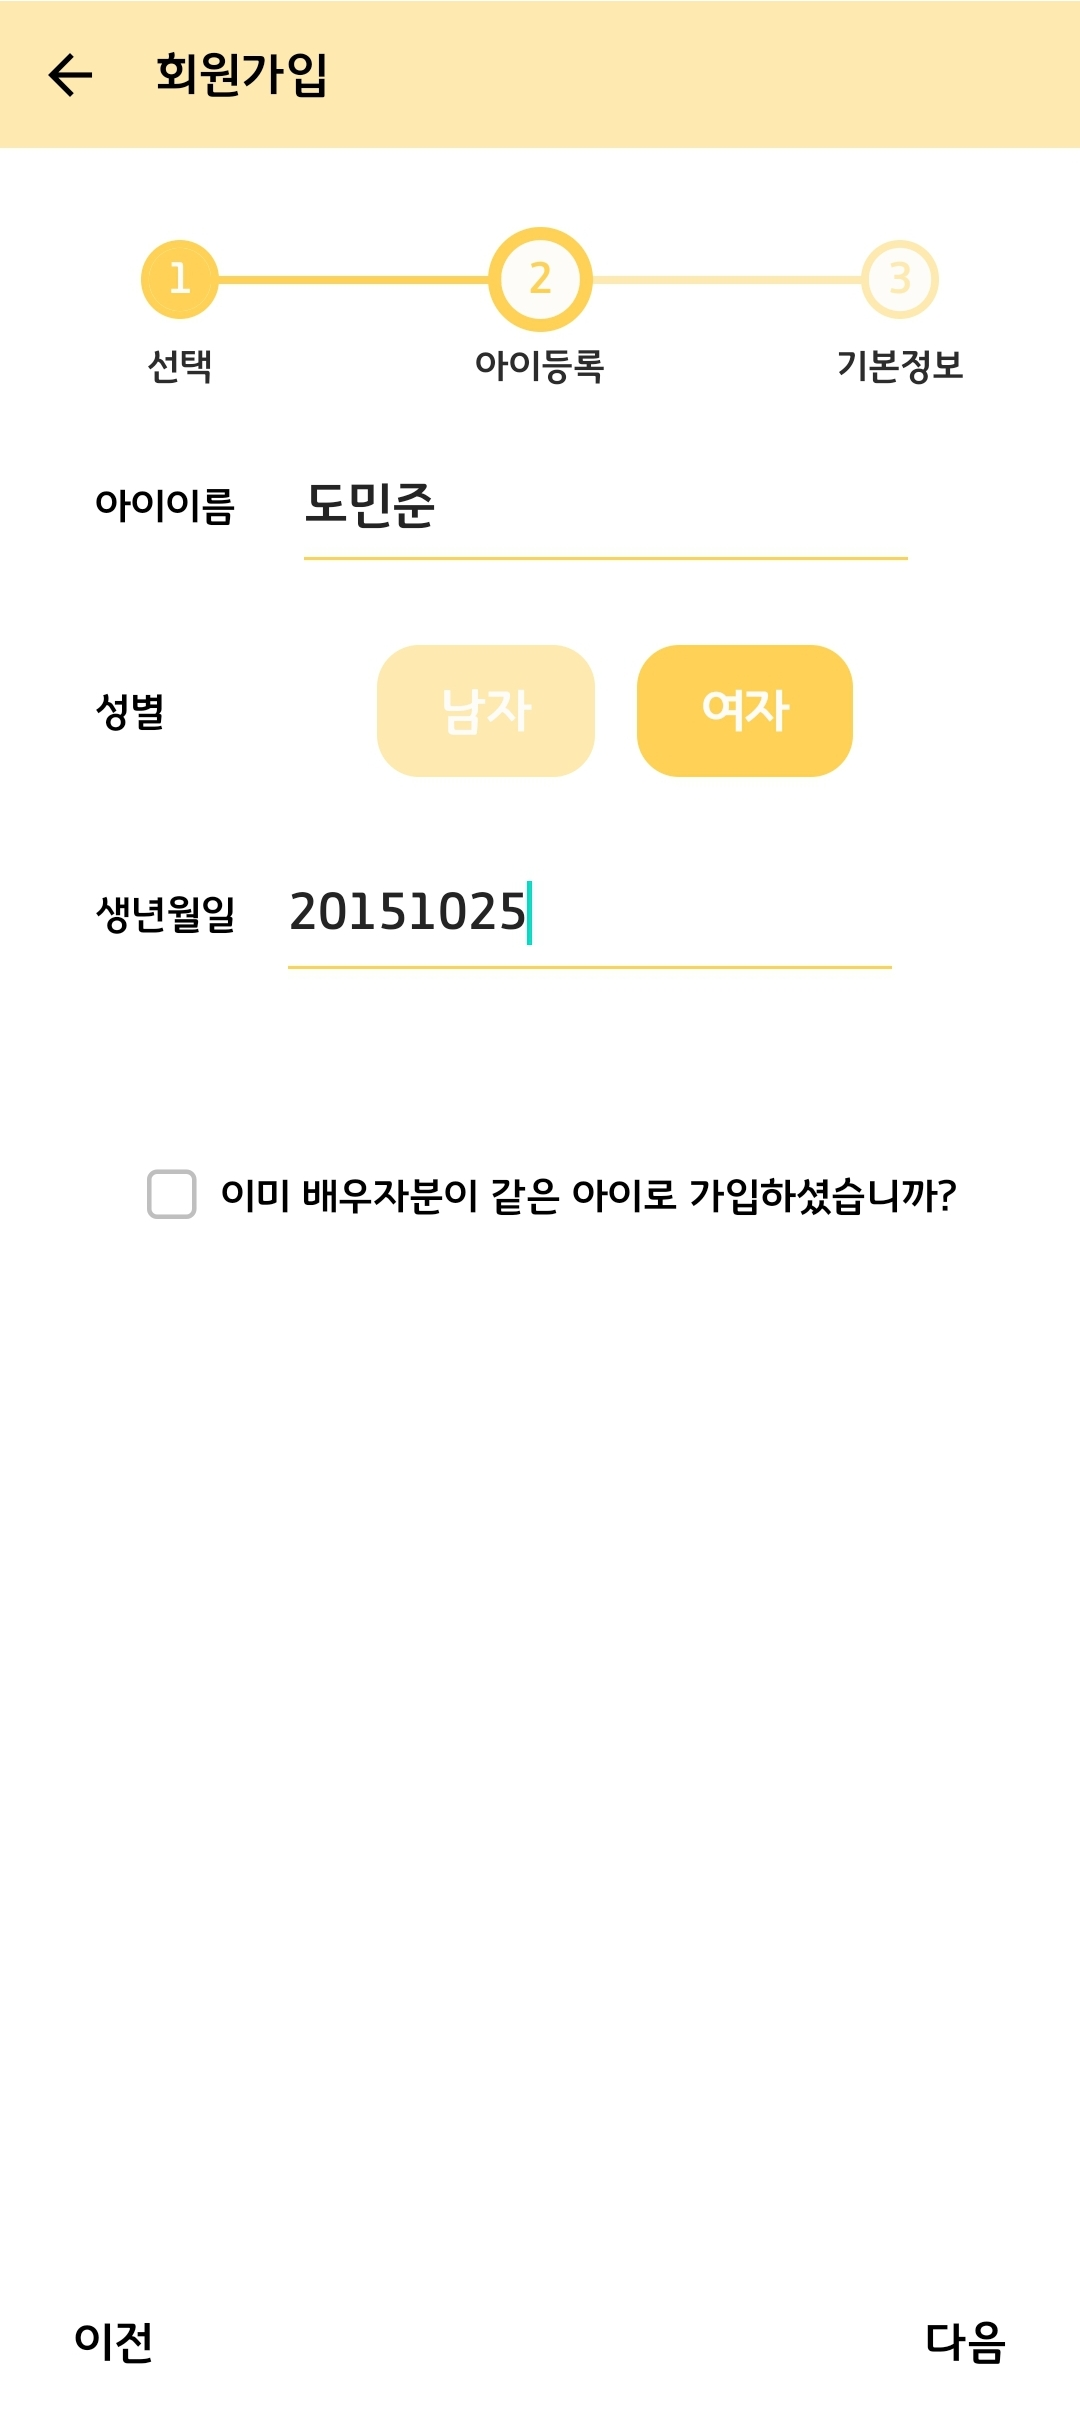 회원가입
1 2 3
선택 아이등록 기본정보
아이이름 도민준
성별 남자 여자
생년월일 20151025
이미 배우자분이 같은 아이로 가입하셨습니까?
이전 다음